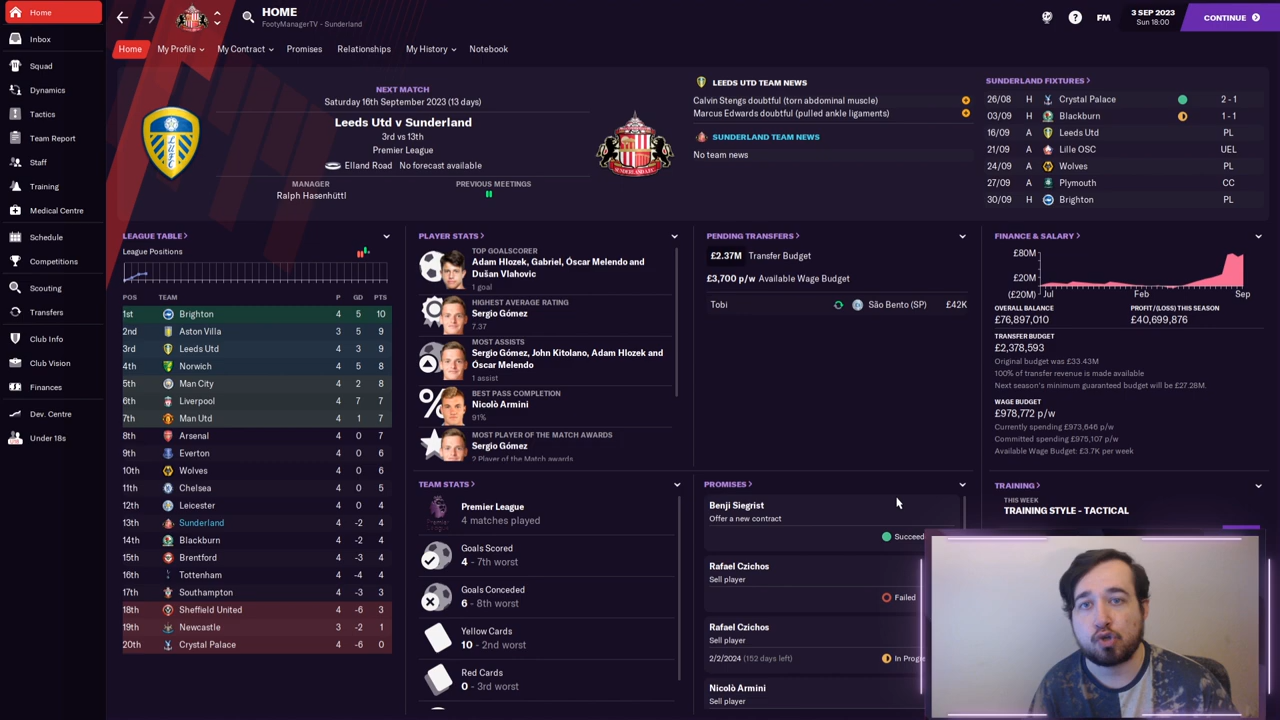 Home
HOME
FootyManagerTV - Sunderland
FM
3 SEP 2023
Sun 18:00
CONTINUE
Inbox
Squad
Dynamics
Tactics
Team Report
Staff
Training
Medical Centre
Schedule
Competitions
Scouting
Transfers
Club Info
Club Vision
Finances
Dev. Centre
Under 18s
Home
My Profile
My Contract
Promises
Relationships
My History
Notebook
NEXT MATCH
Saturday 16th September 2023 (13 days)
Leeds Utd v Sunderland
3rd vs 13th
Premier League
Elland Road No forecast available
MANAGER
Ralph Hasenhüttl
PREVIOUS MEETINGS
LEEDS UTD TEAM NEWS
Calvin Stengs doubtful (torn abdominal muscle)
Marcus Edwards doubtful (pulled ankle ligaments)
SUNDERLAND TEAM NEWS
No team news
SUNDERLAND FIXTURES >
26/08 H Crystal Palace 2 - 1
03/09 H Blackburn 1 - 1
16/09 A Leeds Utd PL
21/09 A Lille OSC UEL
24/09 A Wolves PL
27/09 A Plymouth CC
30/09 H Brighton PL
LEAGUE TABLE >
League Positions
POS TEAM P GD PTS
1st Brighton 4 5 10
2nd Aston Villa 3 5 9
3rd Leeds Utd 4 3 9
4th Norwich 4 5 8
5th Man City 4 2 8
6th Liverpool 4 7 7
7th Man Utd 4 1 7
8th Arsenal 4 0 7
9th Everton 4 0 6
10th Wolves 4 0 6
11th Chelsea 4 0 5
12th Leicester 4 0 4
13th Sunderland 4 -2 4
14th Blackburn 4 -2 4
15th Brentford 4 -3 4
16th Tottenham 4 -4 4
17th Southampton 4 -3 3
18th Sheffield United 4 -6 3
19th Newcastle 3 -2 1
20th Crystal Palace 4 -6 0
PLAYER STATS >
TOP GOALSCORER
Adam Hlozek, Gabriel, Óscar Melendo and
Dušan Vlahovic
1 goal
HIGHEST AVERAGE RATING
Sergio Gómez
7.37
MOST ASSISTS
Sergio Gómez, John Kitolano, Adam Hlozek and
Óscar Melendo
1 assist
BEST PASS COMPLETION
Nicolò Armini
91%
MOST PLAYER OF THE MATCH AWARDS
Sergio Gómez
2 Player of the Match awards
TEAM STATS >
Premier League
4 matches played
Goals Scored
4 - 7th worst
Goals Conceded
6 - 8th worst
Yellow Cards
10 - 2nd worst
Red Cards
0 - 3rd worst
PENDING TRANSFERS >
£2.37M Transfer Budget
£3,700 p/w Available Wage Budget
Tobi São Bento (SP) £42K
PROMISES >
Benji Siegrist
Offer a new contract
Succeed
Rafael Czichos
Sell player
Failed
Rafael Czichos
Sell player
2/2/2024 (152 days left) In Progr
Nicolò Armini
Sell player
FINANCE & SALARY >
£80M
£20M
(£20M)
Jul Feb Sep
OVERALL BALANCE PROFIT/(LOSS) THIS SEASON
£76,897,010 £40,699,876
TRANSFER BUDGET
£2,378,593
Original budget was £33.43M
100% of transfer revenue is made available
Next season's minimum guaranteed budget will be £27.28M.
WAGE BUDGET
£978,772 p/w
Currently spending £973,646 p/w
Committed spending £975,107 p/w
Available Wage Budget: £3.7K per week
TRAINING >
THIS WEEK
TRAINING STYLE - TACTICAL